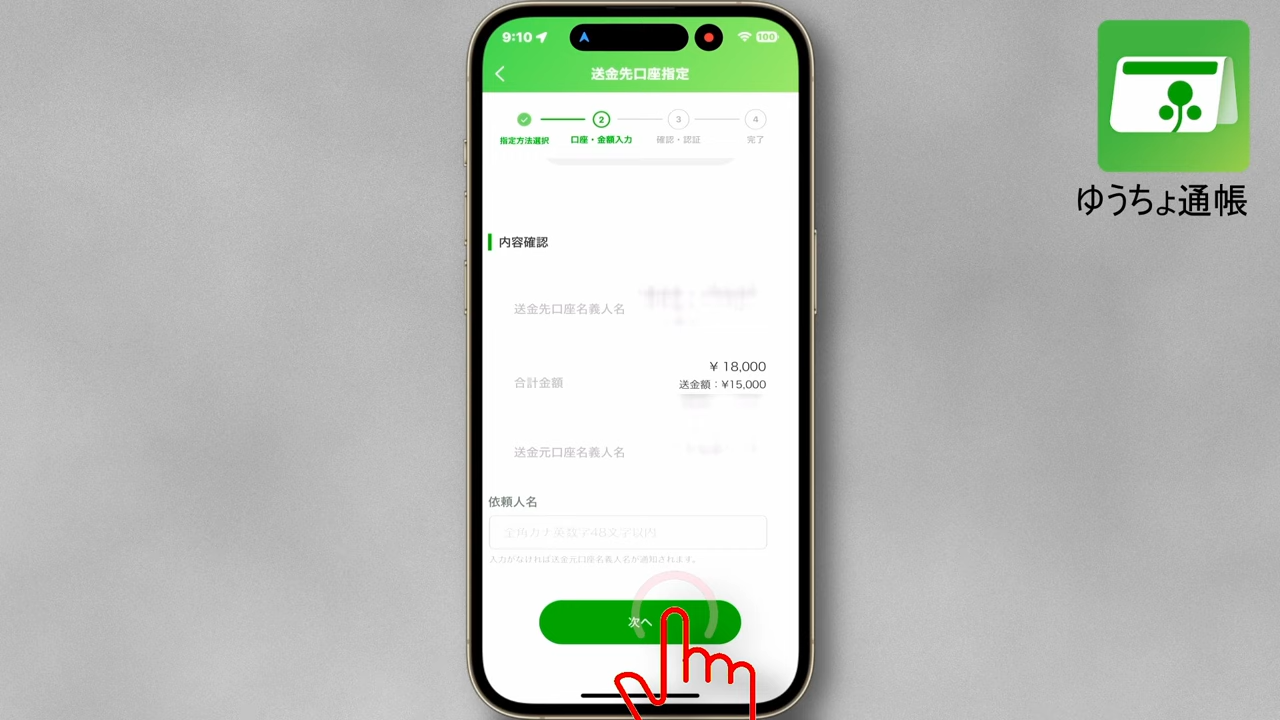 9:10
100
送金先口座指定
2
3
4
指定方法選択
口座・金額入力
確認・認証
完了
内容確認
送金先口座名義人名
¥ 18,000
合計金額
送金額：¥15,000
送金元口座名義人名
依頼人名
全角カナ英数字48文字以内
入力がなければ送金元口座名義人名が通知されます。
次へ
ゆうちょ通帳